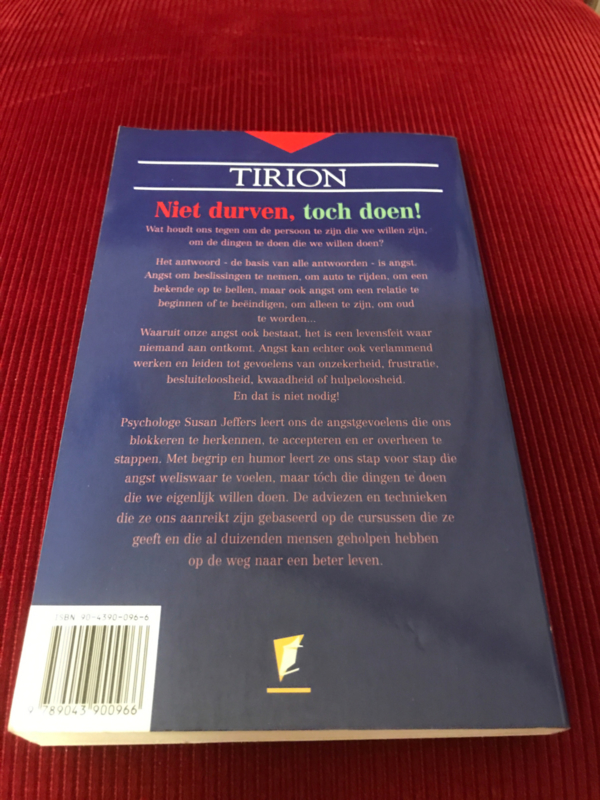 TIRION
Niet durven, toch doen!
Wat houdt ons tegen om de persoon te zijn die we willen zijn,
om de dingen te doen die we willen doen?
Het antwoord - de basis van alle antwoorden - is angst.
Angst om beslissingen te nemen, om auto te rijden, om een
bekende op te bellen, maar ook angst om een relatie te
beginnen of te beëindigen, om alleen te zijn, om oud
te worden...
Waaruit onze angst ook bestaat, het is een levensfeit waar
niemand aan ontkomt. Angst kan echter ook verlammend
werken en leiden tot gevoelens van onzekerheid, frustratie,
besluiteloosheid, kwaadheid of hulpeloosheid.
En dat is niet nodig!
Psychologe Susan Jeffers leert ons de angstgevoelens die ons
blokkeren te herkennen, te accepteren en er overheen te
stappen. Met begrip en humor leert ze ons stap voor stap die
angst weliswaar te voelen, maar tóch die dingen te doen
die we eigenlijk willen doen. De adviezen en technieken
die ze ons aanreikt zijn gebaseerd op de cursussen die ze
geeft en die al duizenden mensen geholpen hebben
op de weg naar een beter leven.
ISBN 90-4390-096-6
9 789043 900966